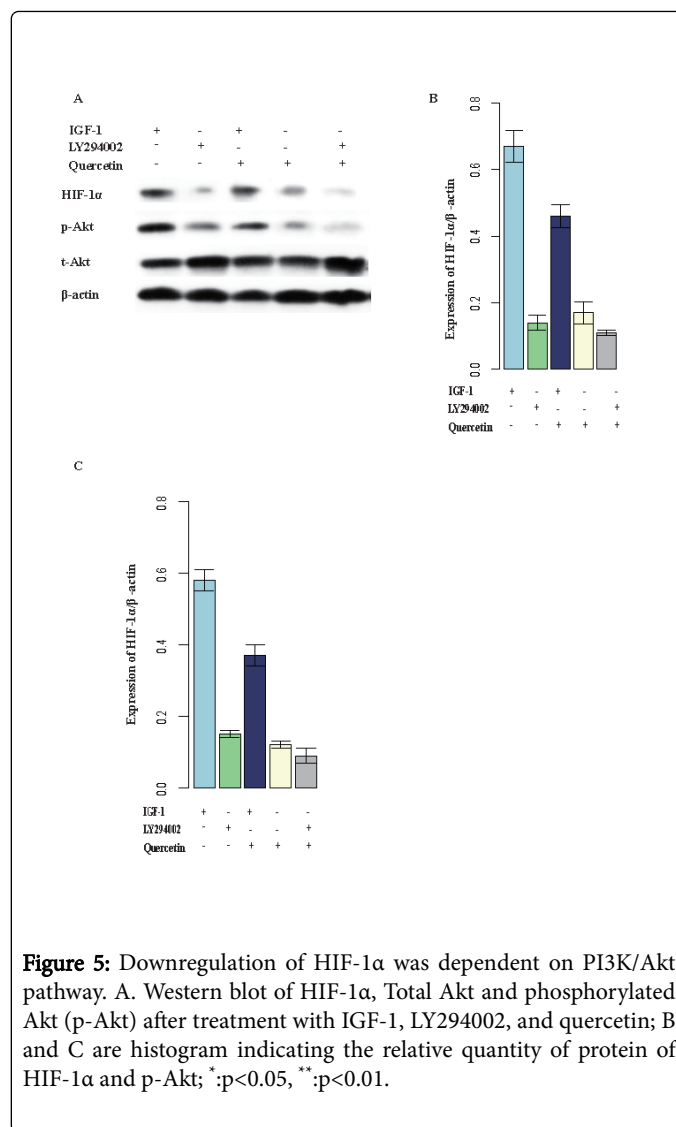 A
IGF-1 + - + - -
LY294002 - + - - +
Quercetin - - + + +
HIF-1α
p-Akt
t-Akt
β-actin
B
Expression of HIF-1α/β -actin
0.8
0.6
0.4
0.2
0.0
IGF-1 + - + - -
LY294002 - + - - +
Quercetin - - + + +
C
Expression of HIF-1α/β -actin
0.8
0.6
0.4
0.2
0.0
IGF-1 + - + - -
LY294002 - + - - +
Quercetin - - + + +
Figure 5: Downregulation of HIF-1α was dependent on PI3K/Akt
pathway. A. Western blot of HIF-1α, Total Akt and phosphorylated
Akt (p-Akt) after treatment with IGF-1, LY294002, and quercetin; B
and C are histogram indicating the relative quantity of protein of
HIF-1α and p-Akt; *:p<0.05, **:p<0.01.